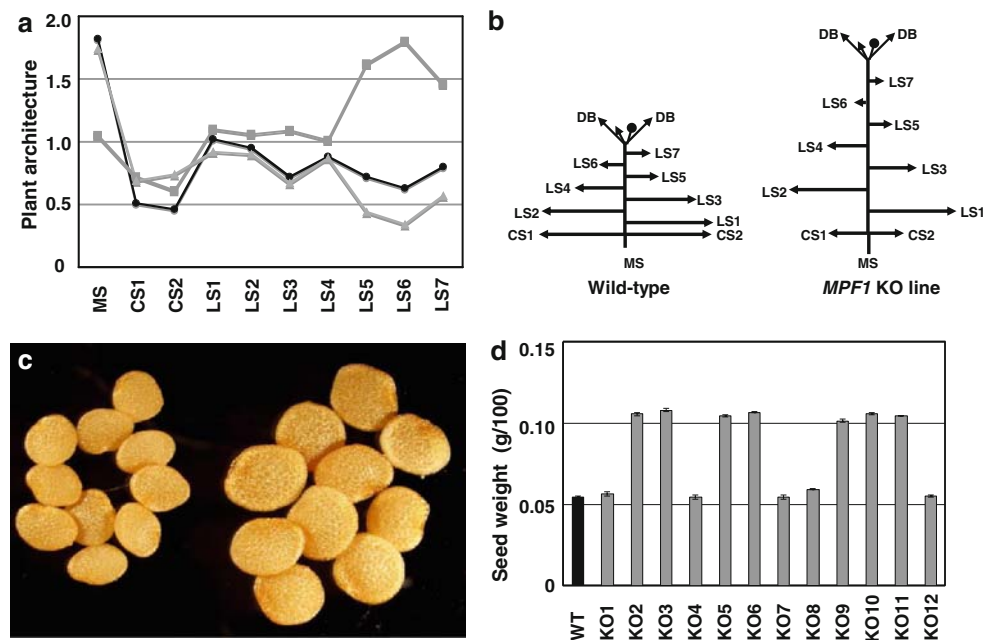 a
Plant architecture
2.0
1.5
1.0
0.5
0
MS CS1 CS2 LS1 LS2 LS3 LS4 LS5 LS6 LS7
b
DB DB
LS7
LS6
LS5
LS4
LS3
LS2
LS1
CS1 CS2
MS
Wild-type
DB DB
LS7
LS6
LS5
LS4
LS3
LS2
LS1
CS1 CS2
MS
MPF1 KO line
c
d
Seed weight (g/100)
0.15
0.10
0.05
0
WT KO1 KO2 KO3 KO4 KO5 KO6 KO7 KO8 KO9 KO10 KO11 KO12